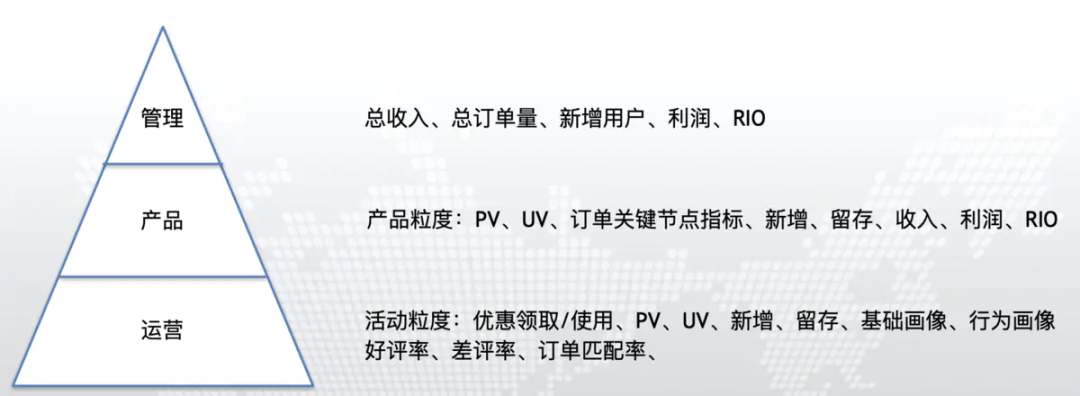 管理
总收入、总订单量、新增用户、利润、RIO
产品
产品粒度：PV、UV、订单关键节点指标、新增、留存、收入、利润、RIO
运营
活动粒度：优惠领取/使用、PV、UV、新增、留存、基础画像、行为画像
好评率、差评率、订单匹配率、